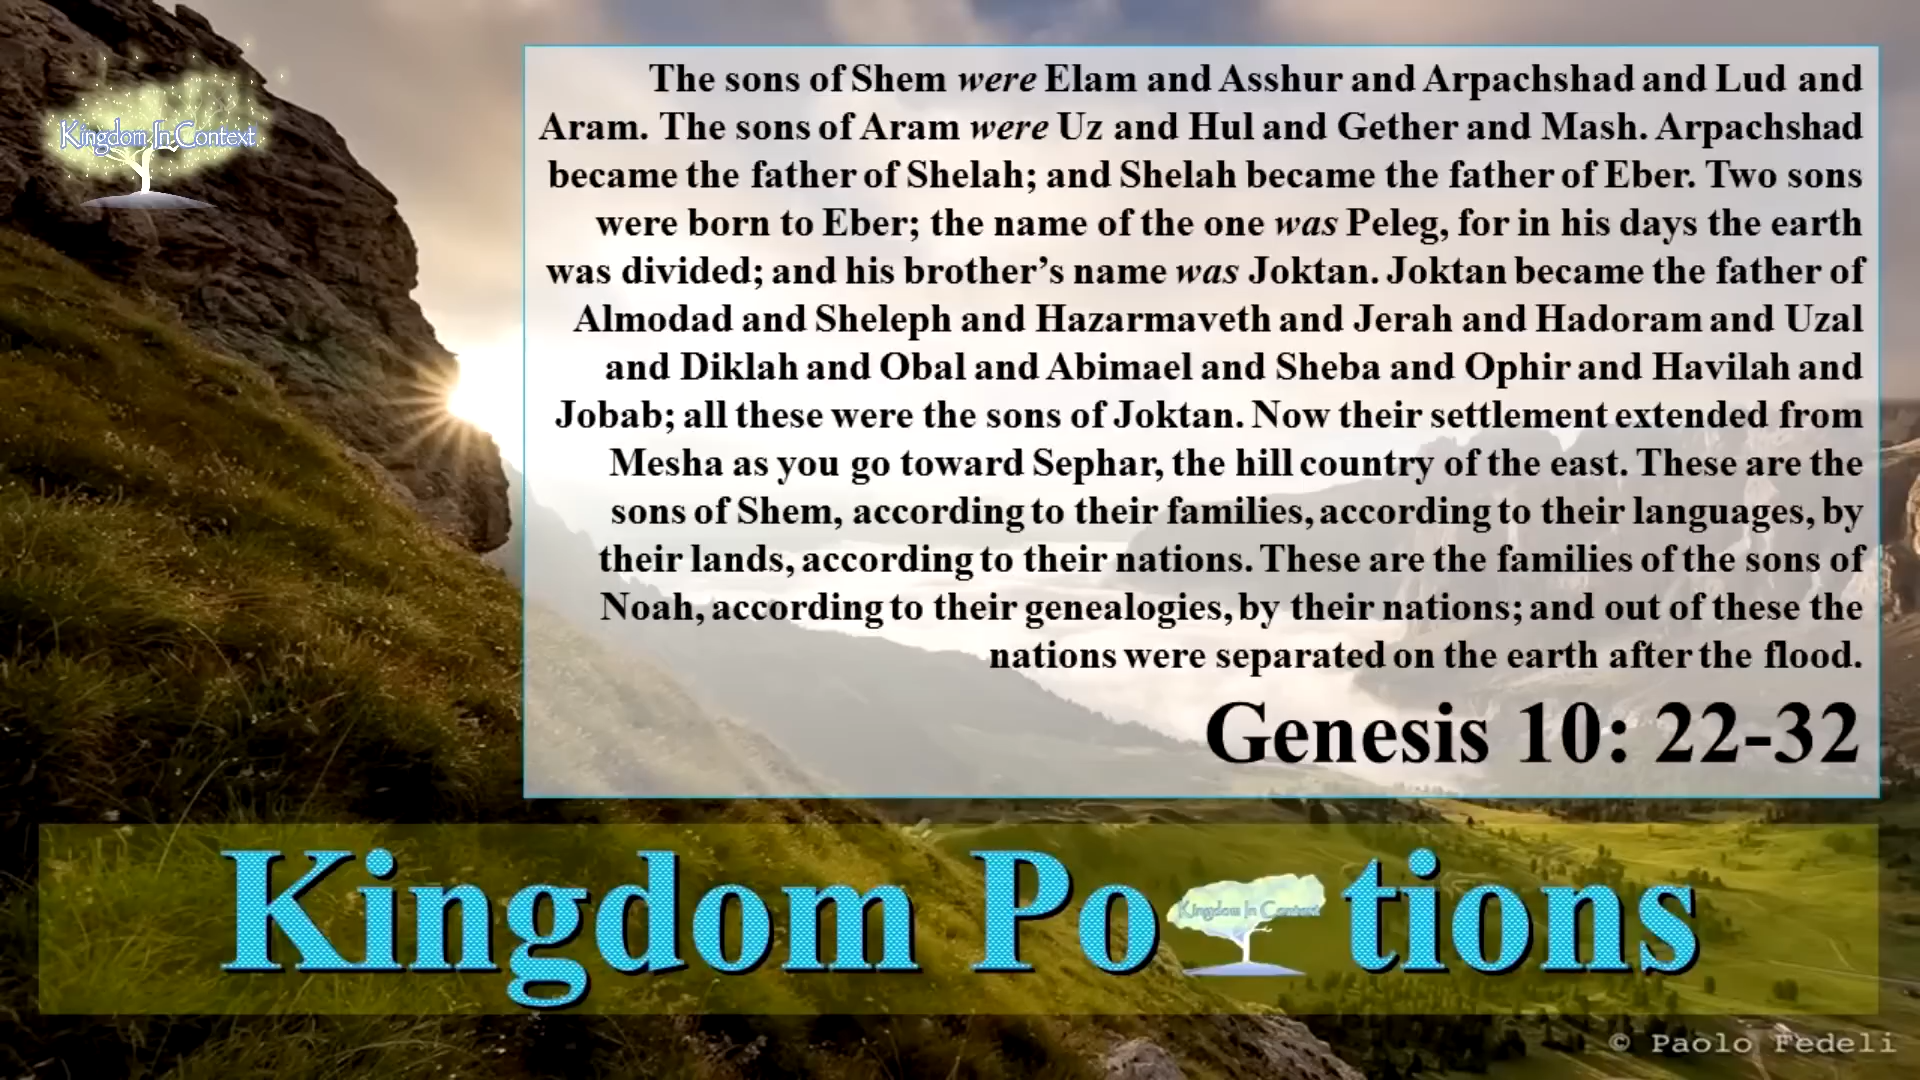 Kingdom In Context
The sons of Shem were Elam and Asshur and Arpachshad and Lud and
Aram. The sons of Aram were Uz and Hul and Gether and Mash. Arpachshad
became the father of Shelah; and Shelah became the father of Eber. Two sons
were born to Eber; the name of the one was Peleg, for in his days the earth
was divided; and his brother’s name was Joktan. Joktan became the father of
Almodad and Sheleph and Hazarmaveth and Jerah and Hadoram and Uzal
and Diklah and Obal and Abimael and Sheba and Ophir and Havilah and
Jobab; all these were the sons of Joktan. Now their settlement extended from
Mesha as you go toward Sephar, the hill country of the east. These are the
sons of Shem, according to their families, according to their languages, by
their lands, according to their nations. These are the families of the sons of
Noah, according to their genealogies, by their nations; and out of these the
nations were separated on the earth after the flood.
Genesis 10: 22-32
Kingdom Po tions
Kingdom In Context
© Paolo Fedeli